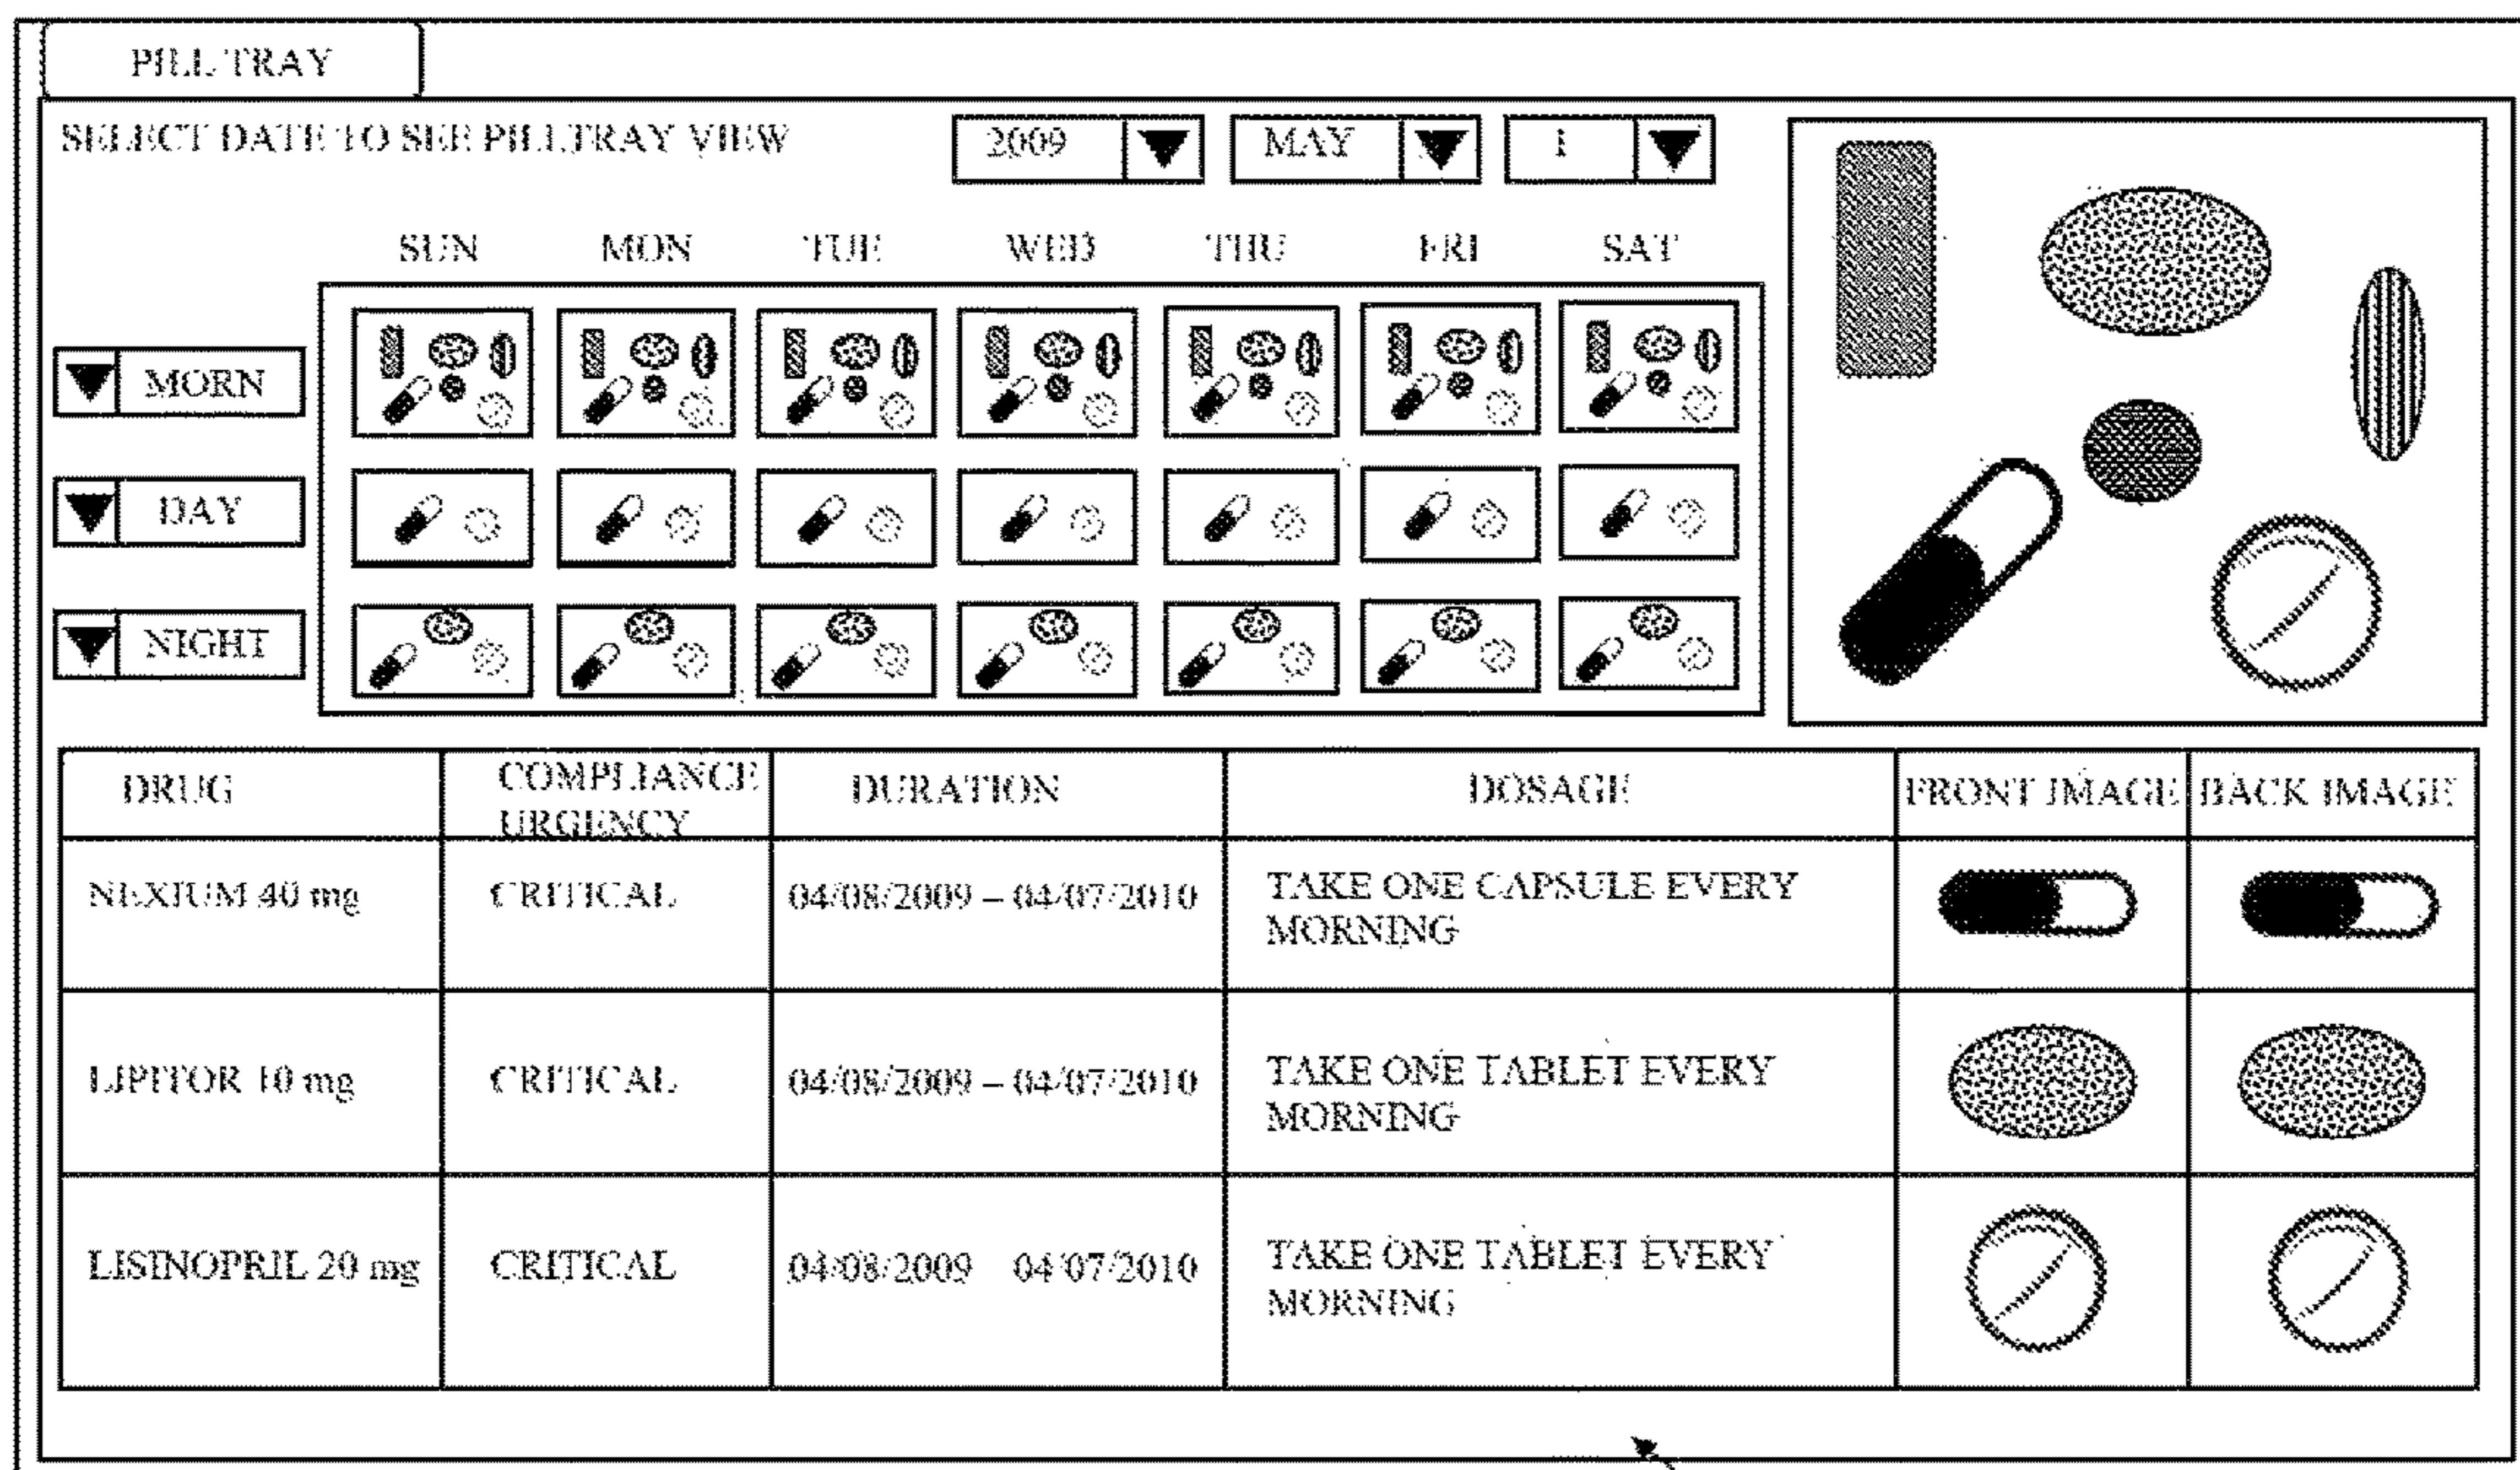 PILL TRAY
SELECT DATE TO SEE PILLTRAY VIEW
2009
MAY
1
SUN MON TUE WED THU FRI SAT
MORN
DAY
NIGHT
DRUG
COMPLIANCE
URGENCY
DURATION
DOSAGE
FRONT IMAGE
BACK IMAGE
NEXIUM 40 mg
CRITICAL
04/08/2009 – 04/07/2010
TAKE ONE CAPSULE EVERY
MORNING
LIPITOR 10 mg
CRITICAL
04/08/2009 – 04/07/2010
TAKE ONE TABLET EVERY
MORNING
LISINOPRIL 20 mg
CRITICAL
04/08/2009 04/07/2010
TAKE ONE TABLET EVERY
MORNING